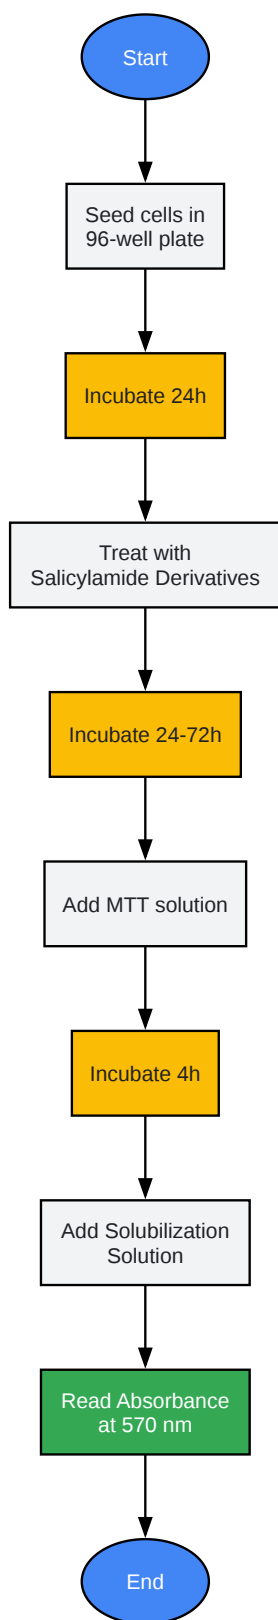 Start
Seed cells in
96-well plate
Incubate 24h
Treat with
Salicylamide Derivatives
Incubate 24-72h
Add MTT solution
Incubate 4h
Add Solubilization
Solution
Read Absorbance
at 570 nm
End